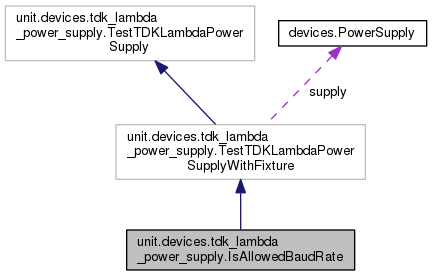 unit.devices.tdk_lambda
_power_supply.TestTDKLambdaPower
Supply
devices.PowerSupply
supply
unit.devices.tdk_lambda
_power_supply.TestTDKLambdaPower
SupplyWithFixture
unit.devices.tdk_lambda
_power_supply.IsAllowedBaudRate